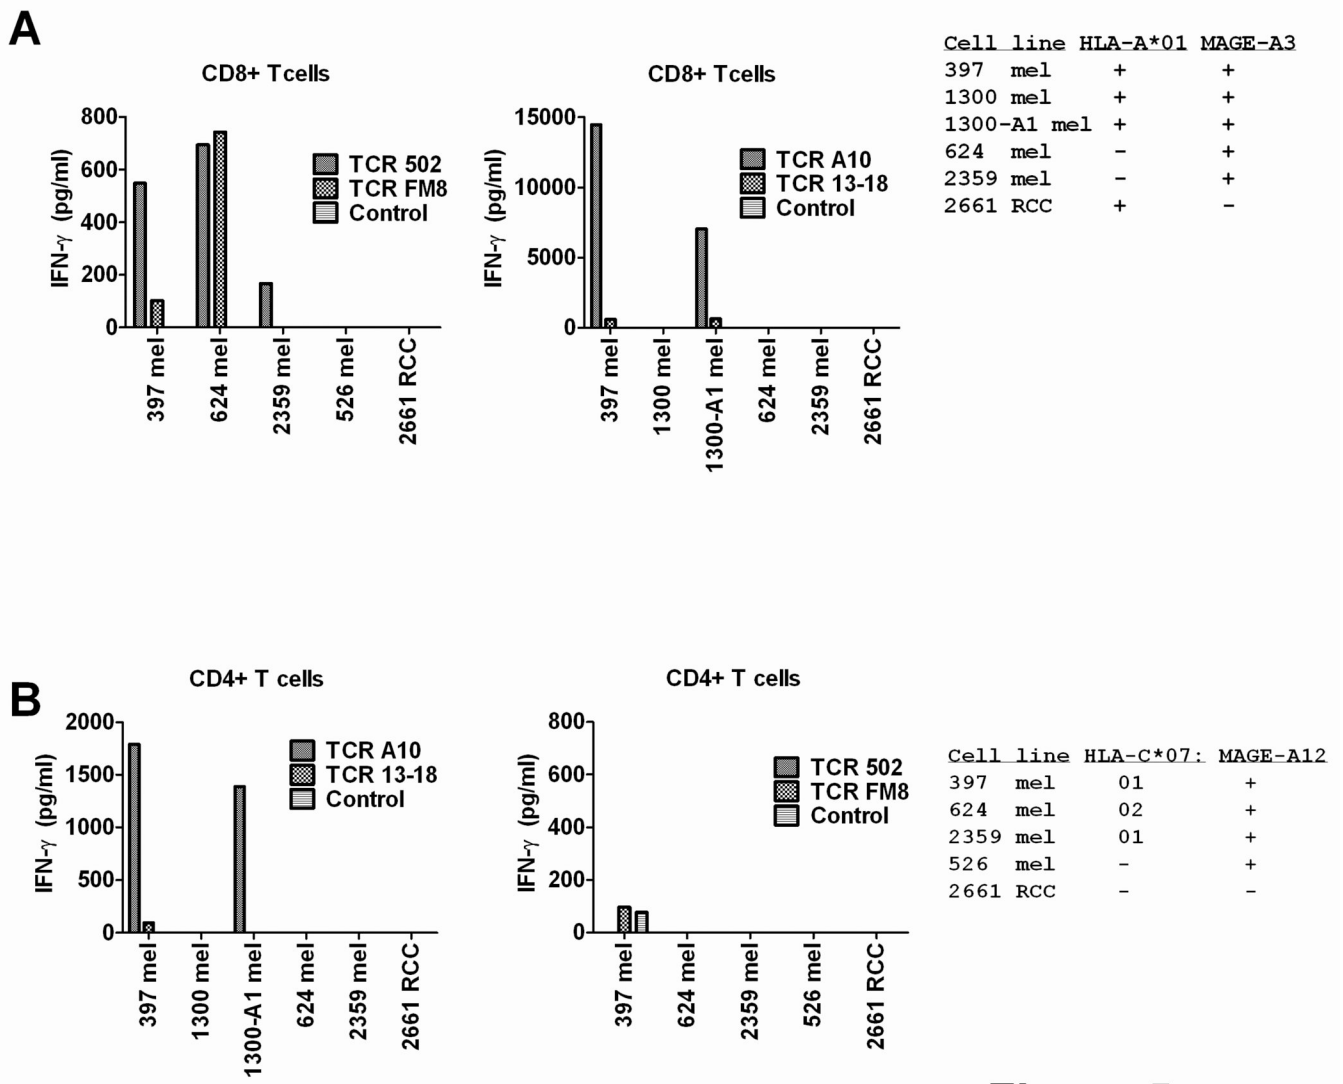 A
CD8+ Tcells
IFN-γ (pg/ml)
800
600
400
200
0
TCR 502
TCR FM8
Control
397 mel
624 mel
2359 mel
526 mel
2661 RCC
CD8+ Tcells
IFN-γ (pg/ml)
15000
10000
5000
0
TCR A10
TCR 13-18
Control
397 mel
1300 mel
1300-A1 mel
624 mel
2359 mel
2661 RCC
Cell line HLA-A*01 MAGE-A3
397 mel + +
1300 mel + +
1300-A1 mel + +
624 mel - +
2359 mel - +
2661 RCC + -
B
CD4+ T cells
IFN-γ (pg/ml)
2000
1500
1000
500
0
TCR A10
TCR 13-18
Control
397 mel
1300 mel
1300-A1 mel
624 mel
2359 mel
2661 RCC
CD4+ T cells
IFN-γ (pg/ml)
800
600
400
200
0
TCR 502
TCR FM8
Control
397 mel
624 mel
2359 mel
526 mel
2661 RCC
Cell line HLA-C*07: MAGE-A12
397 mel 01 +
624 mel 02 +
2359 mel 01 +
526 mel - +
2661 RCC - -